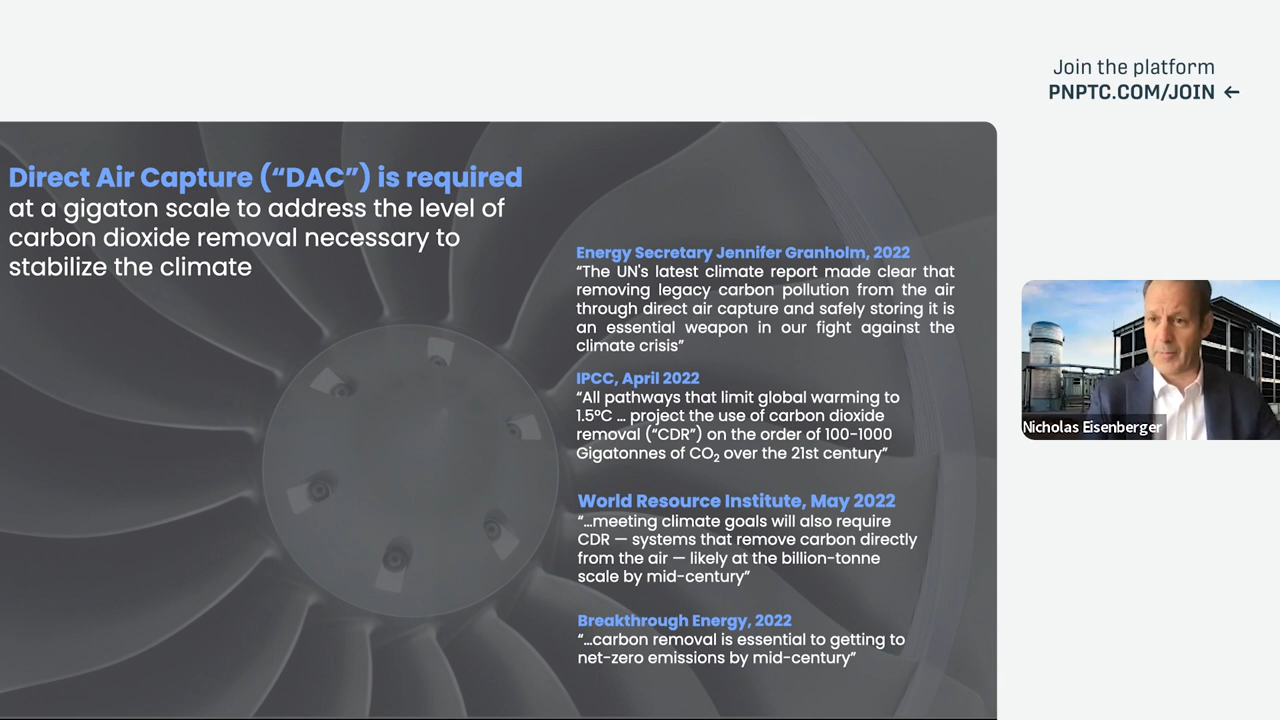 Join the platform
PNPTC.COM/JOIN ←
Direct Air Capture (“DAC”) is required
at a gigaton scale to address the level of
carbon dioxide removal necessary to
stabilize the climate
Energy Secretary Jennifer Granholm, 2022
“The UN's latest climate report made clear that
removing legacy carbon pollution from the air
through direct air capture and safely storing it is
an essential weapon in our fight against the
climate crisis”
IPCC, April 2022
“All pathways that limit global warming to
1.5°C ... project the use of carbon dioxide
removal (“CDR”) on the order of 100-1000
Gigatonnes of CO₂ over the 21st century”
World Resource Institute, May 2022
“...meeting climate goals will also require
CDR — systems that remove carbon directly
from the air — likely at the billion-tonne
scale by mid-century”
Breakthrough Energy, 2022
“...carbon removal is essential to getting to
net-zero emissions by mid-century”
Nicholas Eisenberger